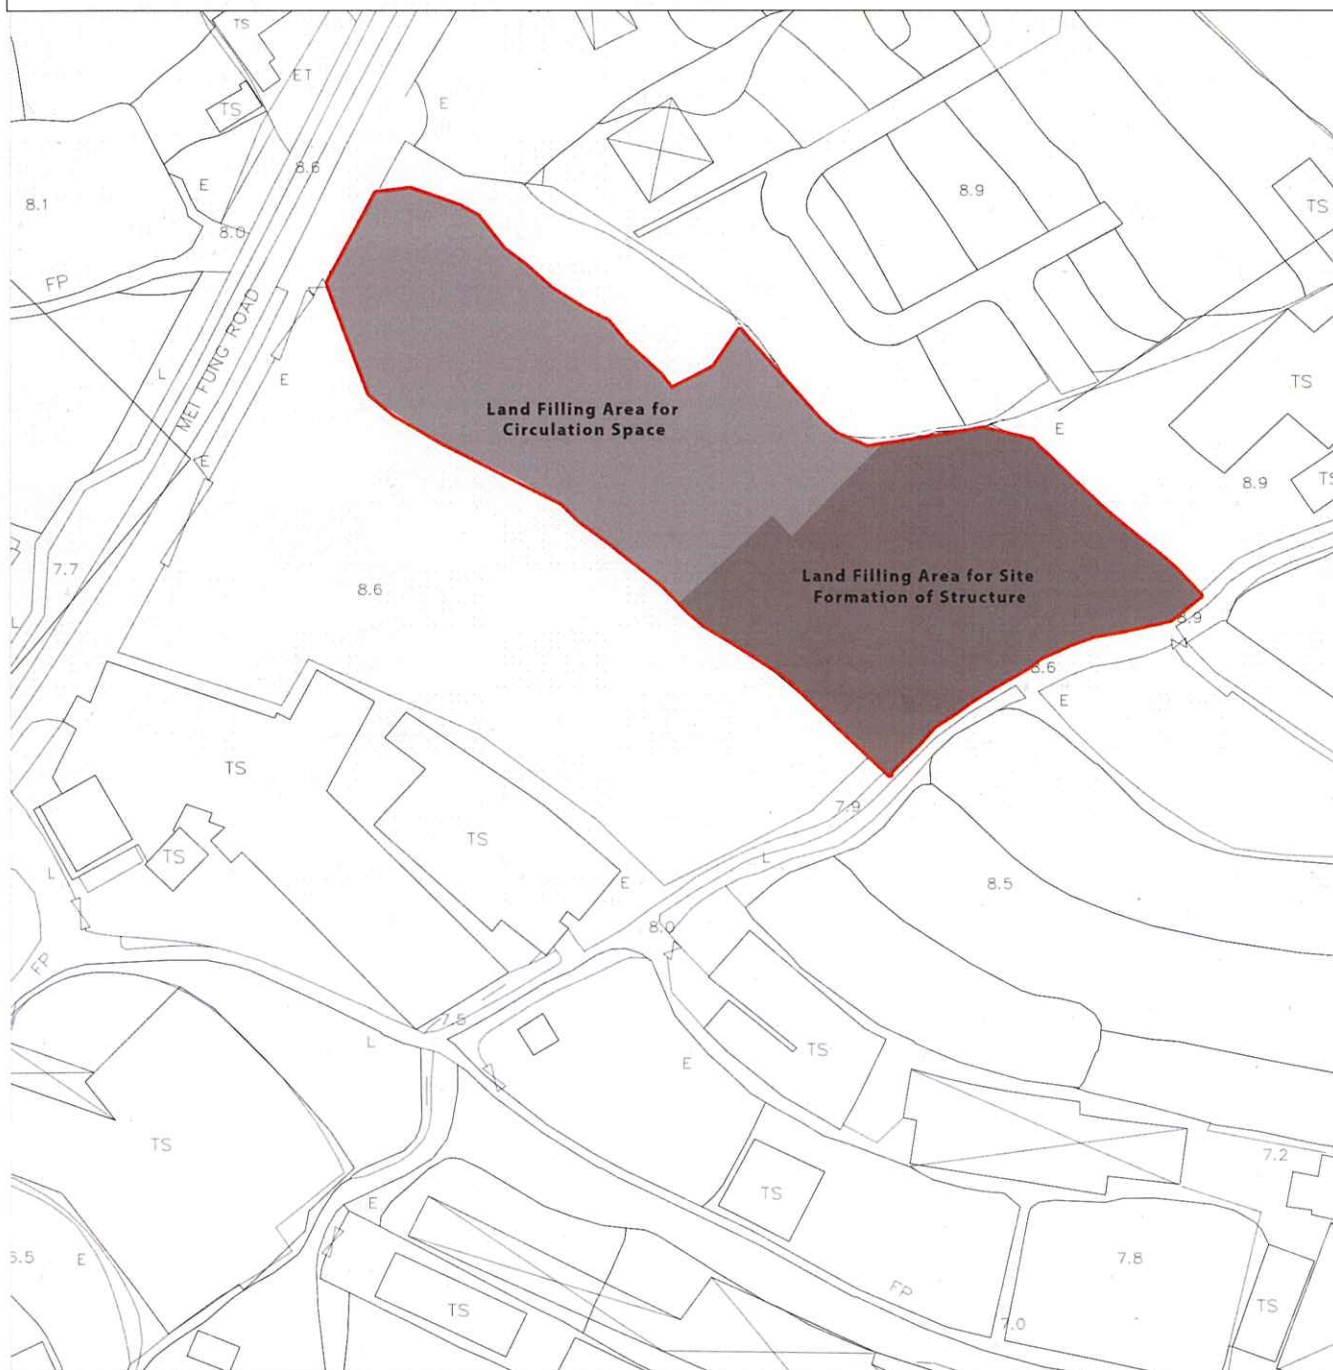 TS
ET
E
TS
8.6
E
8.9
TS
8.1
8.0
FP
MEI FUNG ROAD
L
E
E
TS
Land Filling Area for
Circulation Space
E
8.9
TS
7.7
8.6
Land Filling Area for Site
Formation of Structure
L
8.9
8.6
E
TS
7.9
TS
TS
L
L
E
8.5
8.0
FP
7.5
L
E
TS
TS
7.2
TS
E
E
7.8
FP
TS
TS
7.0